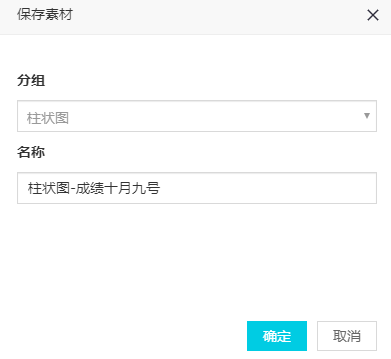 保存素材
分组
柱状图
名称
柱状图-成绩十月九号
确定 取消